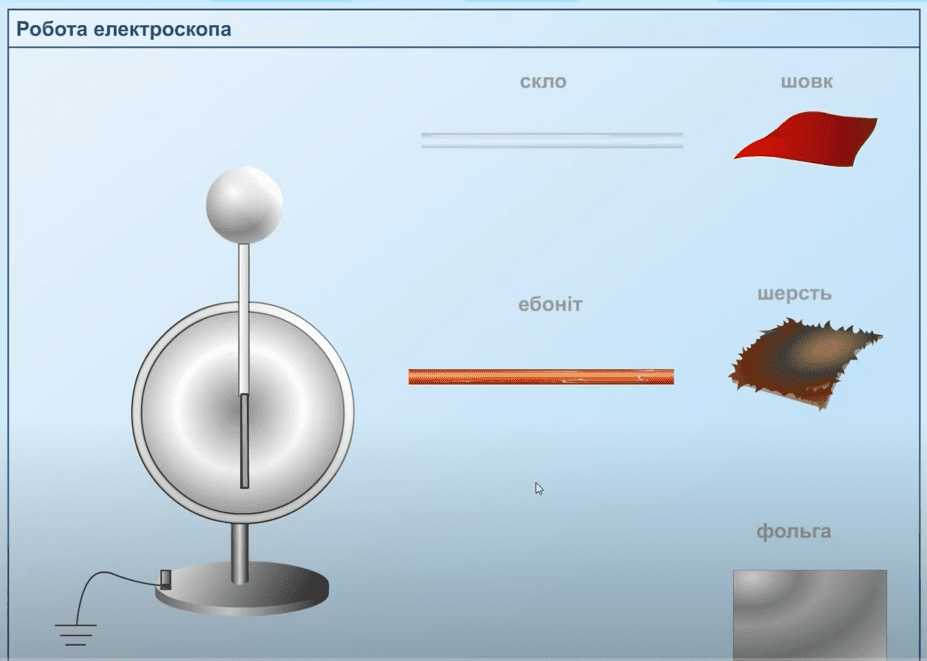 Робота електроскопа
скло
шовк
ебоніт
шерсть
фольга